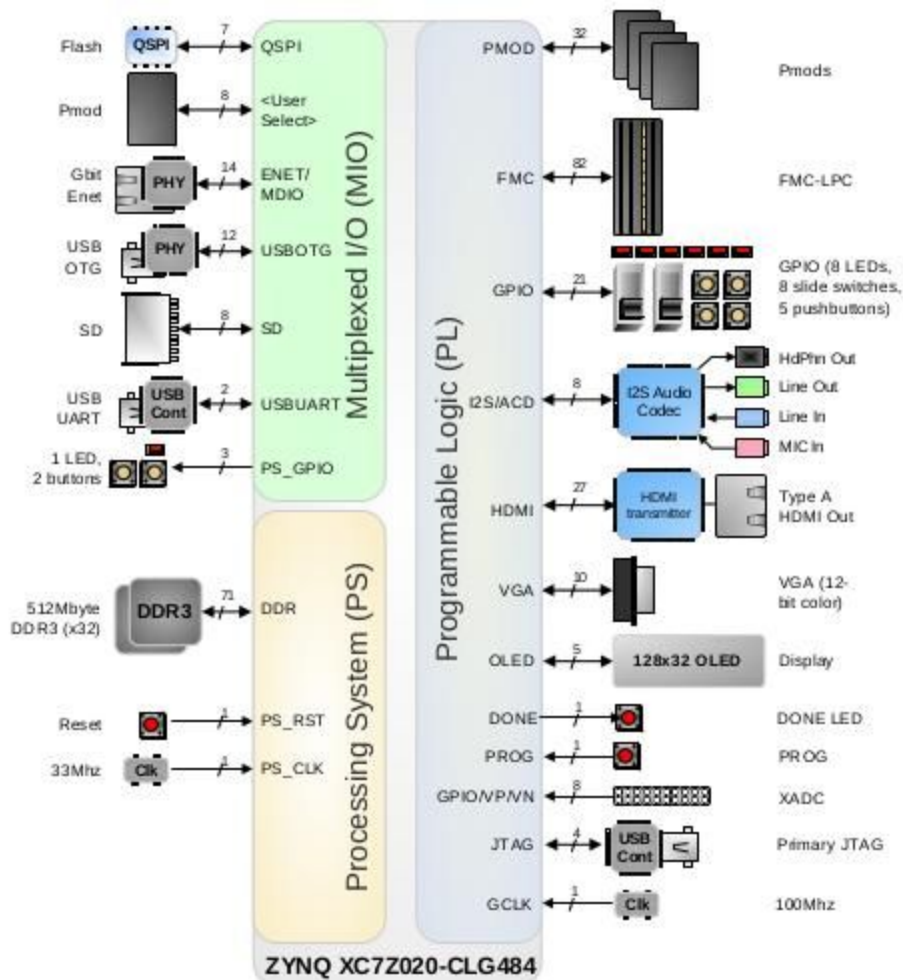 Flash
QSPI
7
QSPI
Pmod
8
<User
Select>
Gbit
Enet
PHY
14
ENET/
MDIO
USB
OTG
PHY
12
USBOTG
SD
8
SD
USB
UART
USB
Cont
2
USBUART
1 LED,
2 buttons
3
PS_GPIO
Multiplexed I/O (MIO)
512Mbyte
DDR3 (x32)
DDR3
71
DDR
Reset
1
PS_RST
33Mhz
Clk
1
PS_CLK
Processing System (PS)
Programmable Logic (PL)
PMOD
32
Pmods
FMC
82
FMC-LPC
GPIO
21
GPIO (8 LEDs,
8 slide switches,
5 pushbuttons)
I2S/ACD
8
I2S Audio
Codec
HdPhn Out
Line Out
Line In
MIC In
HDMI
27
HDMI
transmitter
Type A
HDMI Out
VGA
10
VGA (12-
bit color)
OLED
5
128x32 OLED
Display
DONE
1
DONE LED
PROG
1
PROG
GPIO/VP/VN
8
XADC
JTAG
4
USB
Cont
Primary JTAG
GCLK
1
Clk
100Mhz
ZYNQ XC7Z020-CLG484